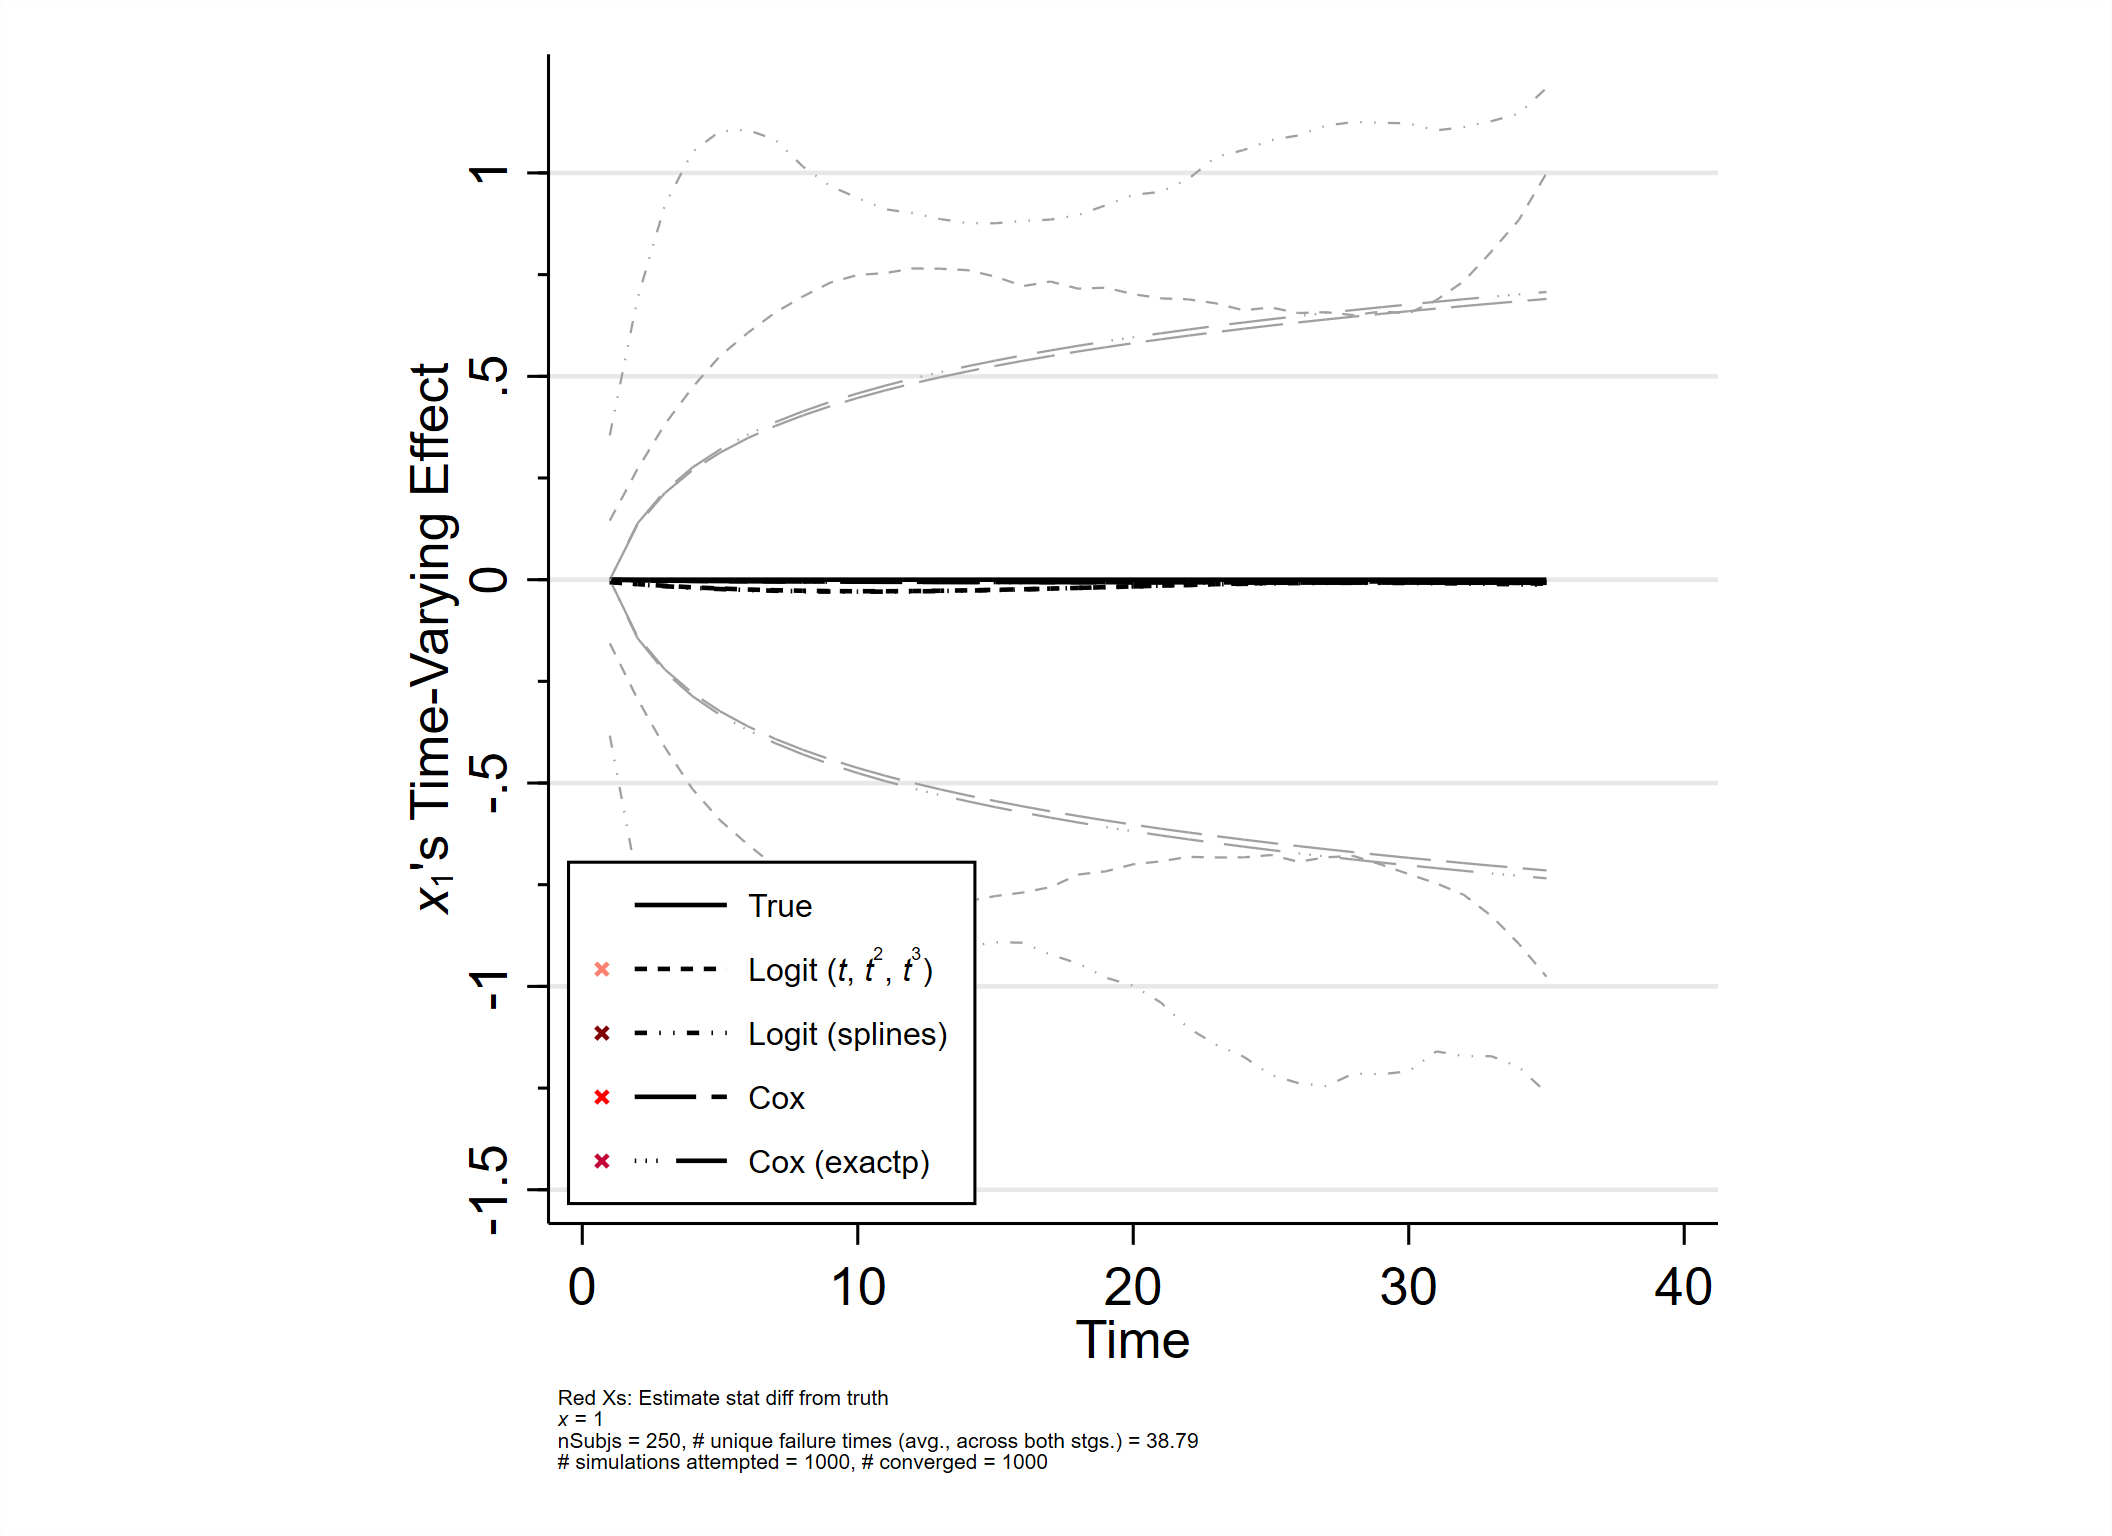 x₁'s Time-Varying Effect
1
.5
0
-.5
-1
-1.5
True
Logit (t, t², t³)
Logit (splines)
Cox
Cox (exactp)
0 10 20 30 40
Time
Red Xs: Estimate stat diff from truth
x = 1
nSubjs = 250, # unique failure times (avg., across both stgs.) = 38.79
# simulations attempted = 1000, # converged = 1000